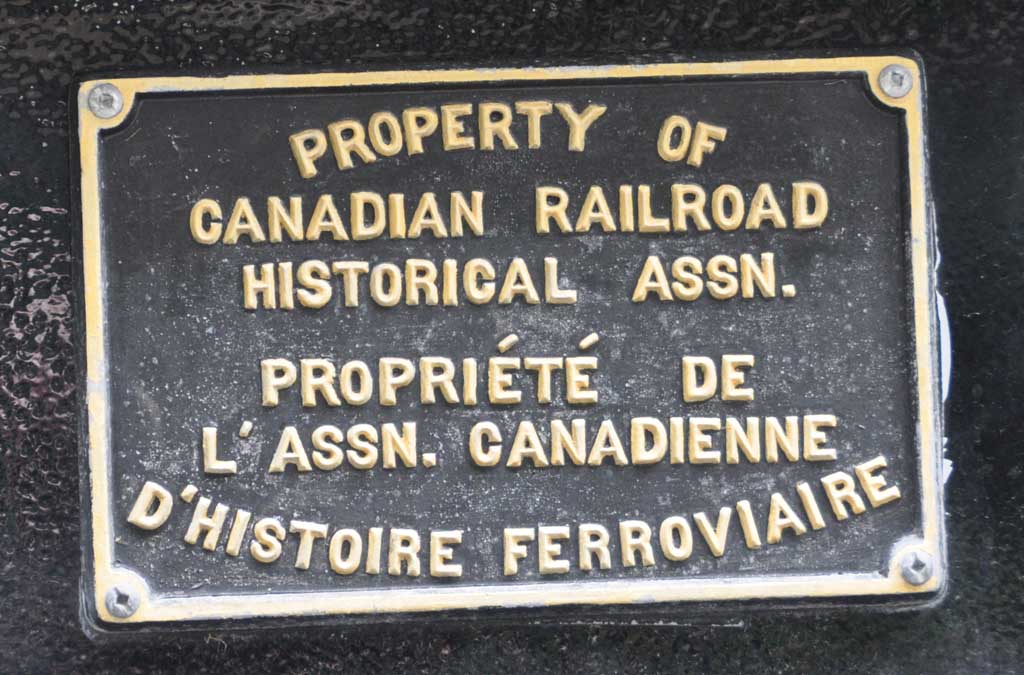 PROPERTY OF
CANADIAN RAILROAD
HISTORICAL ASSN.
PROPRIÉTÉ DE
L'ASSN. CANADIENNE
D'HISTOIRE FERROVIAIRE